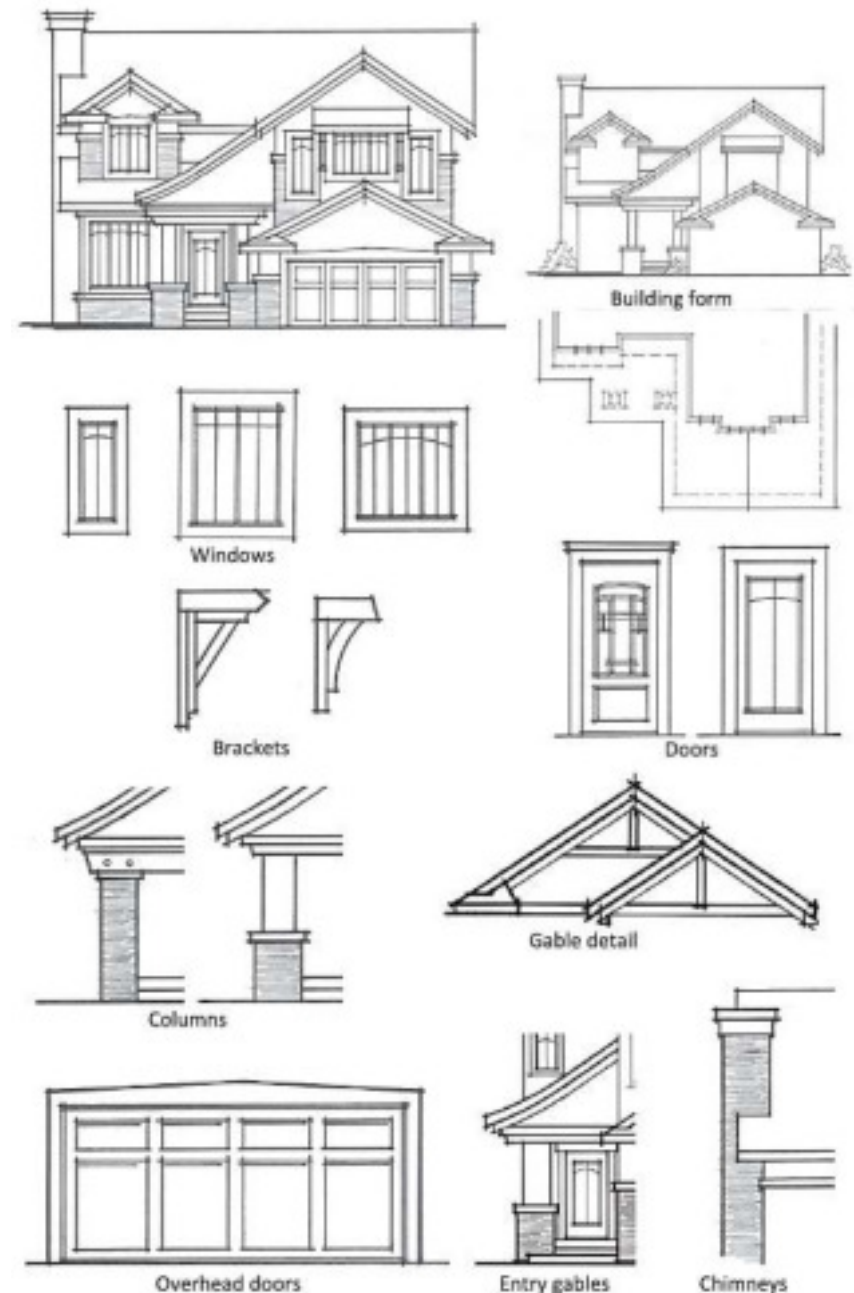 Building form
Windows
Brackets
Doors
Gable detail
Columns
Overhead doors
Entry gables
Chimneys